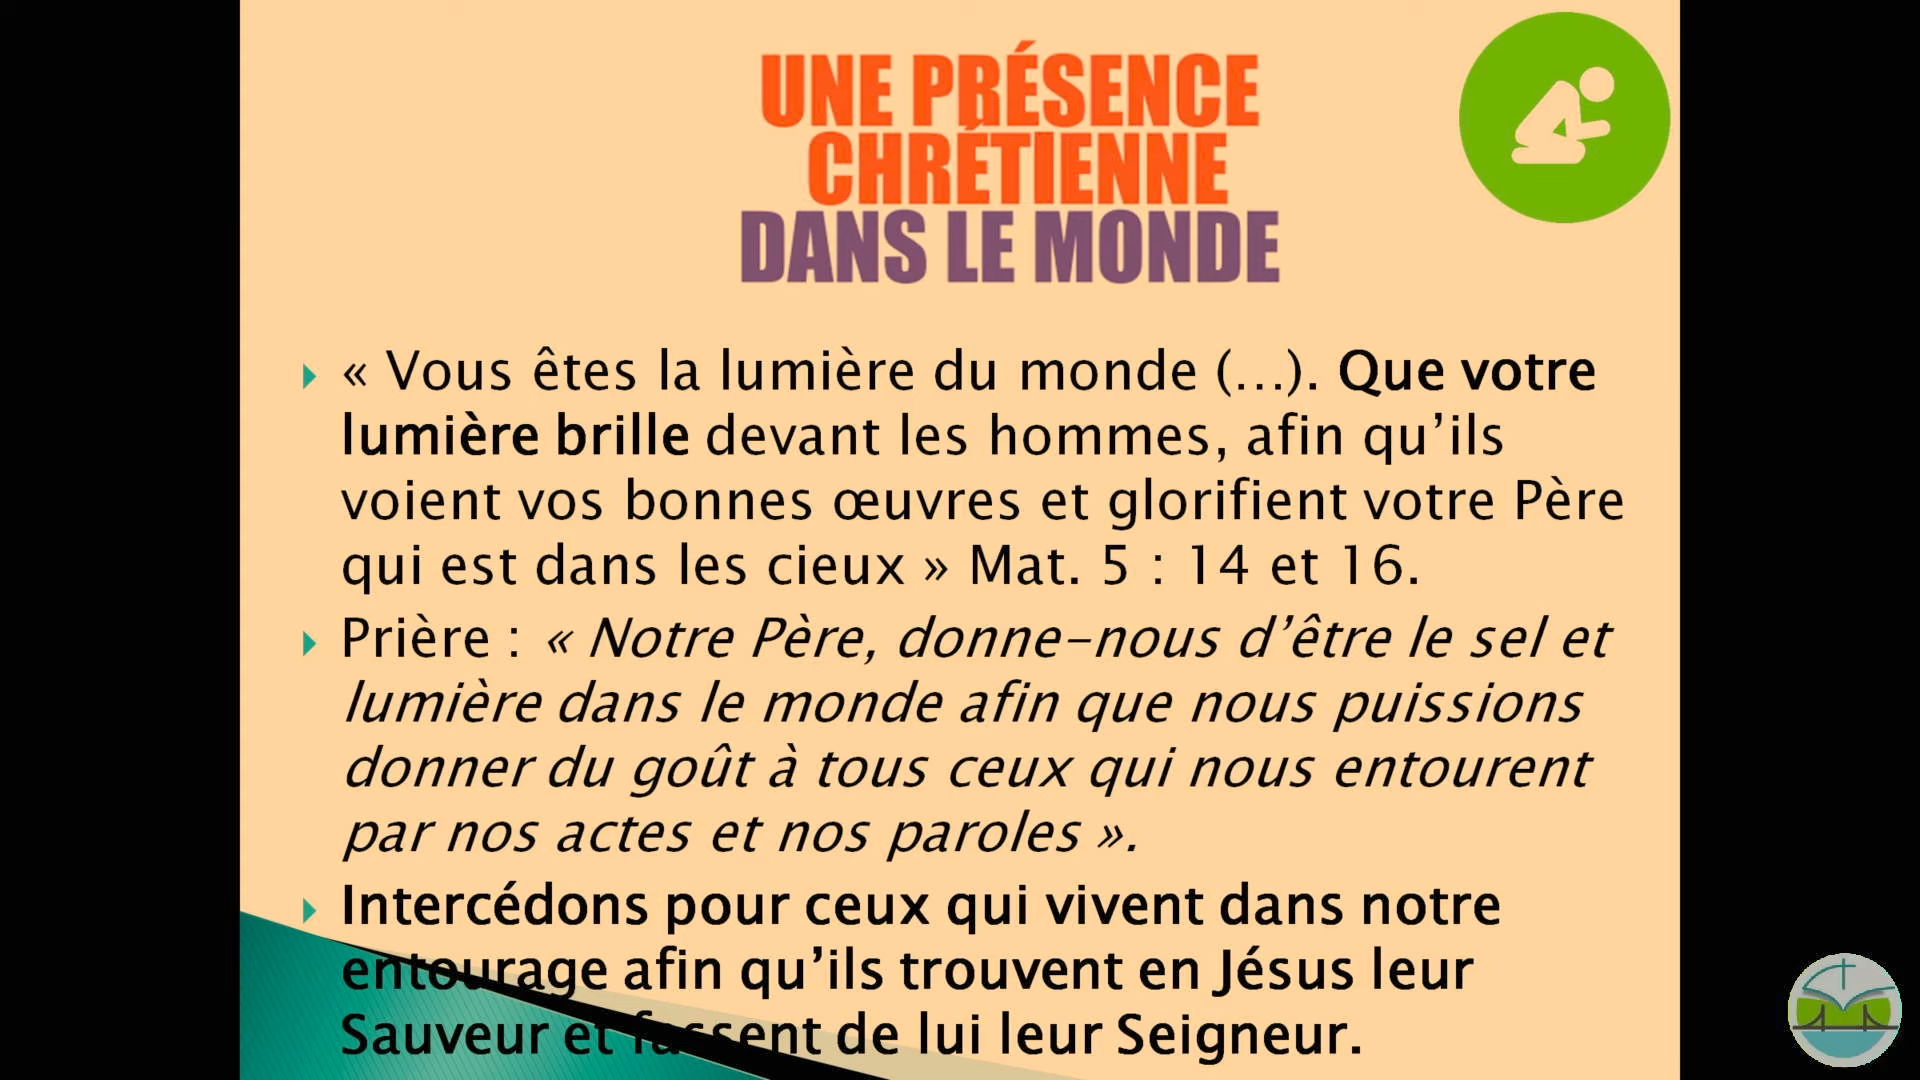 UNE PRÉSENCE
CHRÉTIENNE
DANS LE MONDE
« Vous êtes la lumière du monde (…). Que votre
lumière brille devant les hommes, afin qu’ils
voient vos bonnes œuvres et glorifient votre Père
qui est dans les cieux » Mat. 5 : 14 et 16.
Prière : « Notre Père, donne-nous d’être le sel et
lumière dans le monde afin que nous puissions
donner du goût à tous ceux qui nous entourent
par nos actes et nos paroles ».
Intercédons pour ceux qui vivent dans notre
entourage afin qu’ils trouvent en Jésus leur
Sauveur et fassent de lui leur Seigneur.